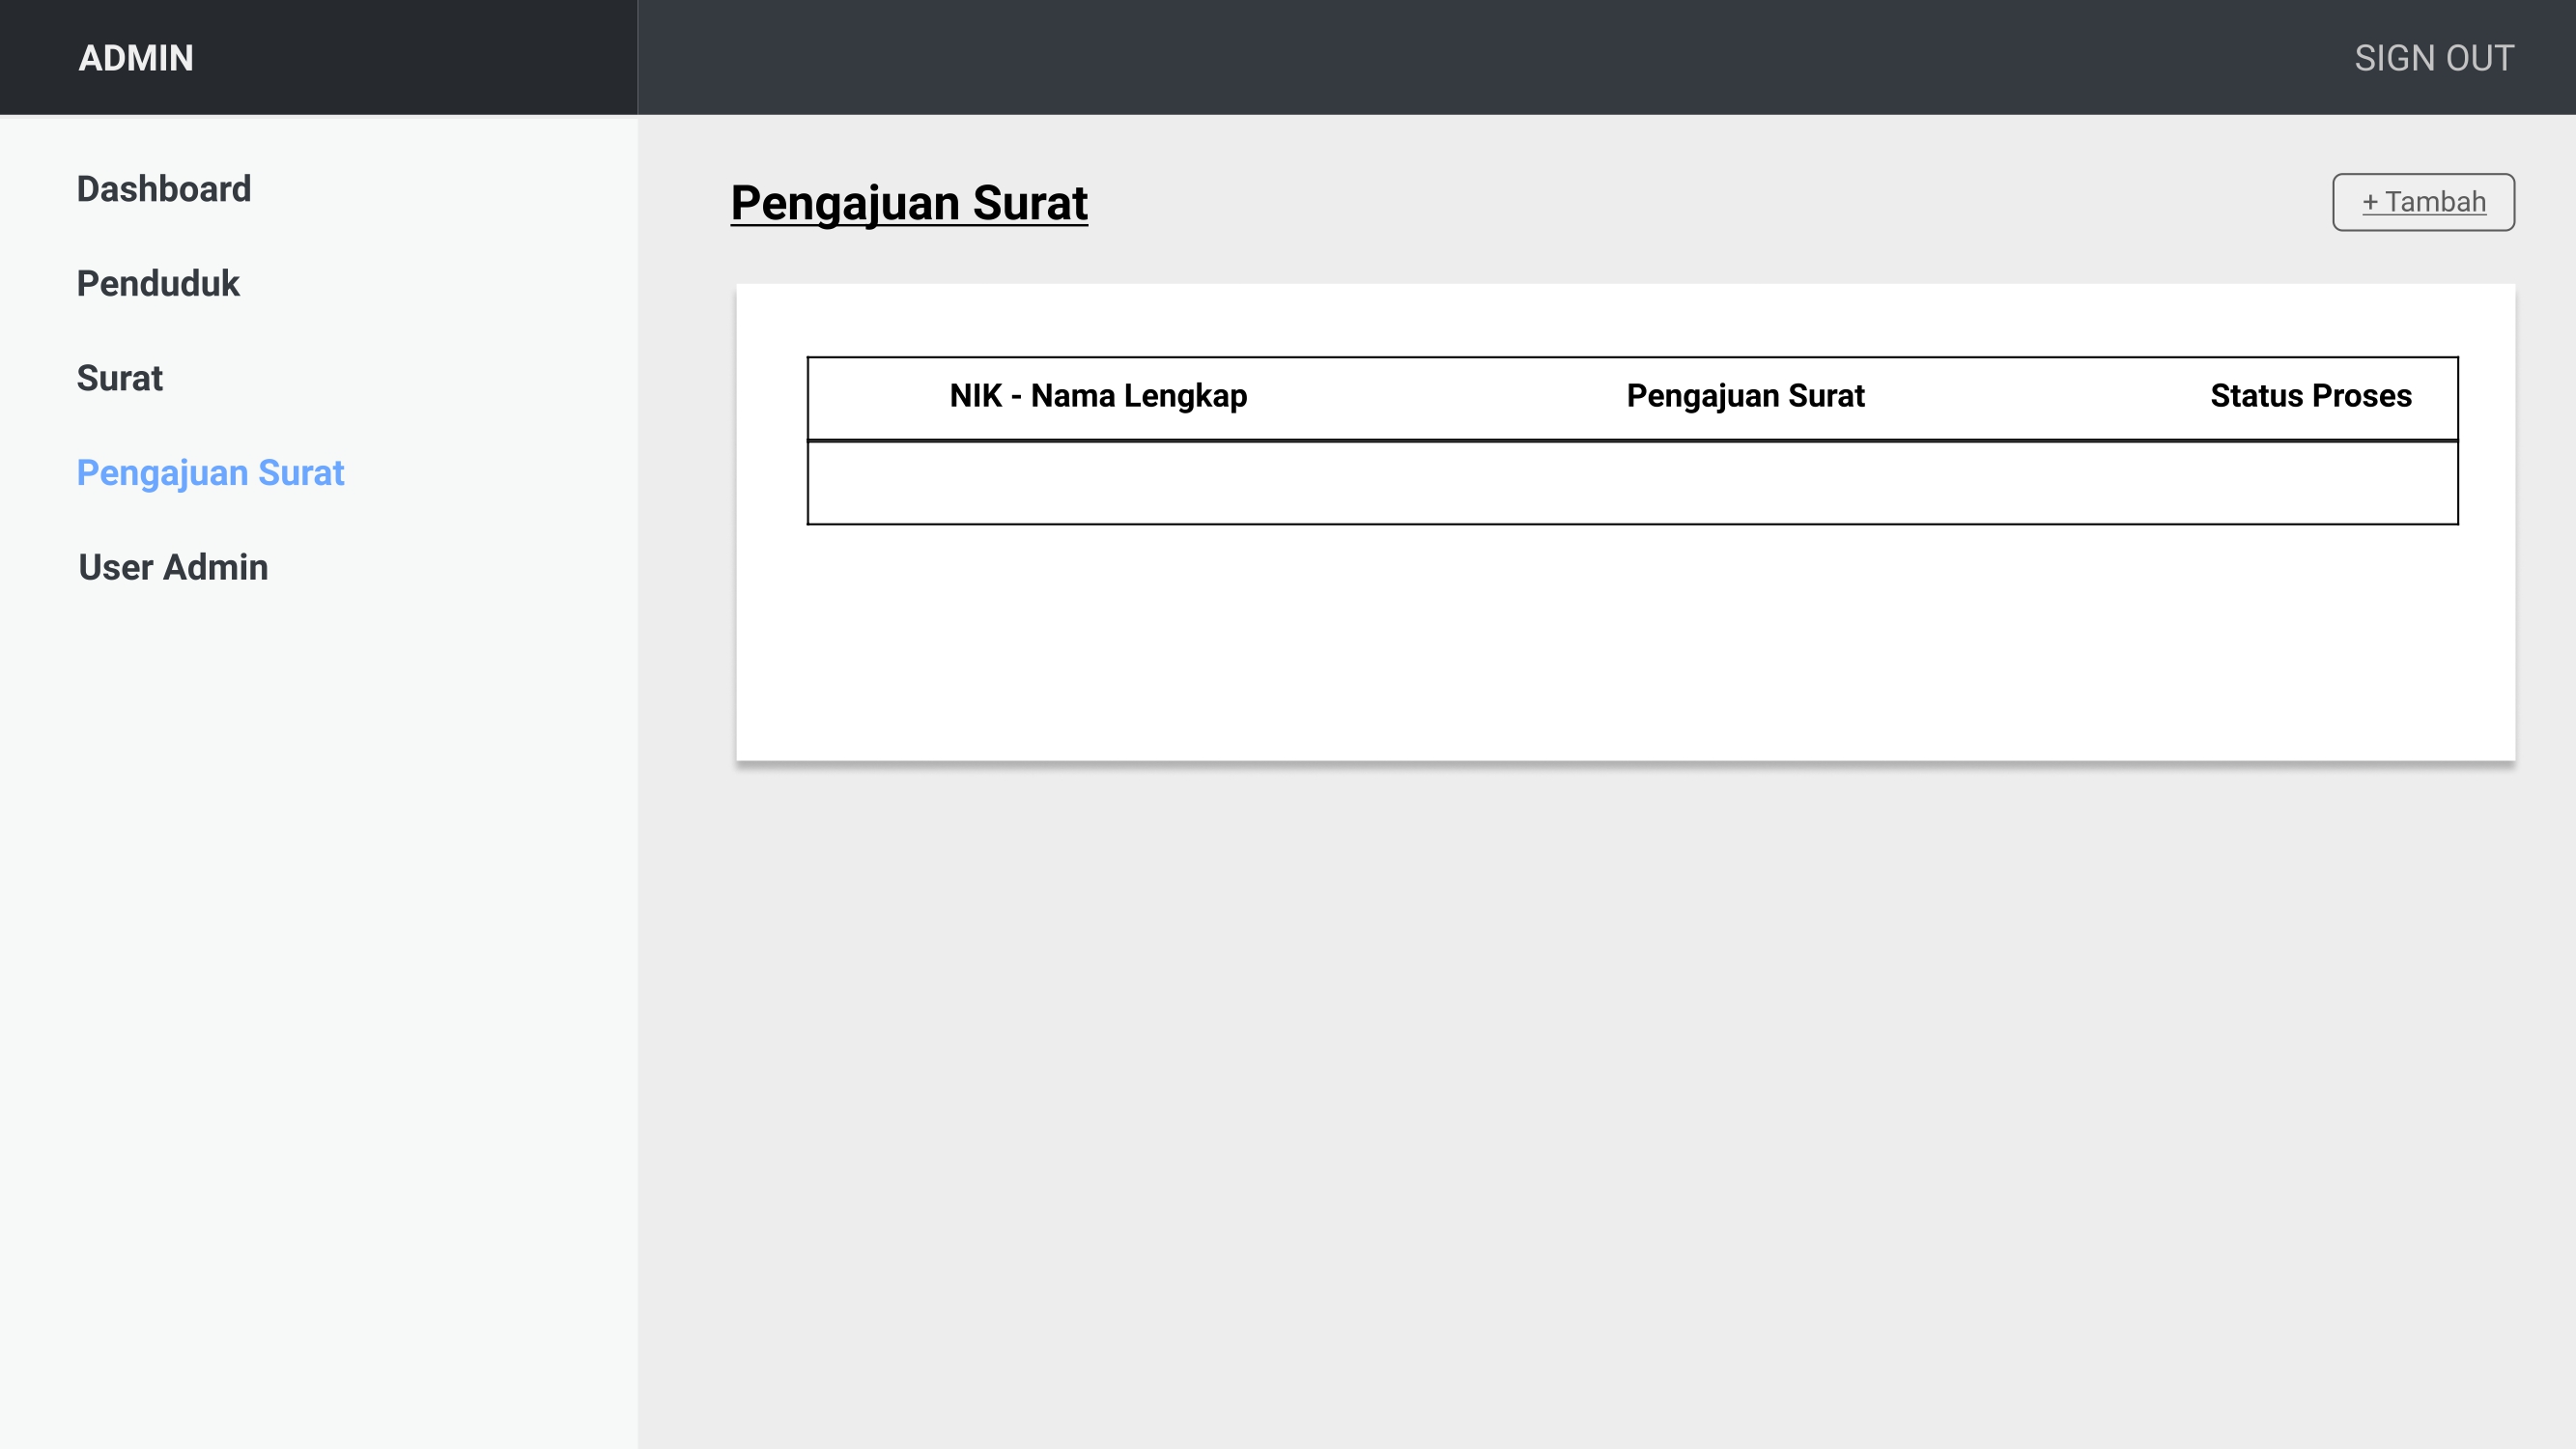 ADMIN
SIGN OUT
Dashboard
Penduduk
Surat
Pengajuan Surat
User Admin
Pengajuan Surat
+ Tambah
NIK - Nama Lengkap Pengajuan Surat Status Proses